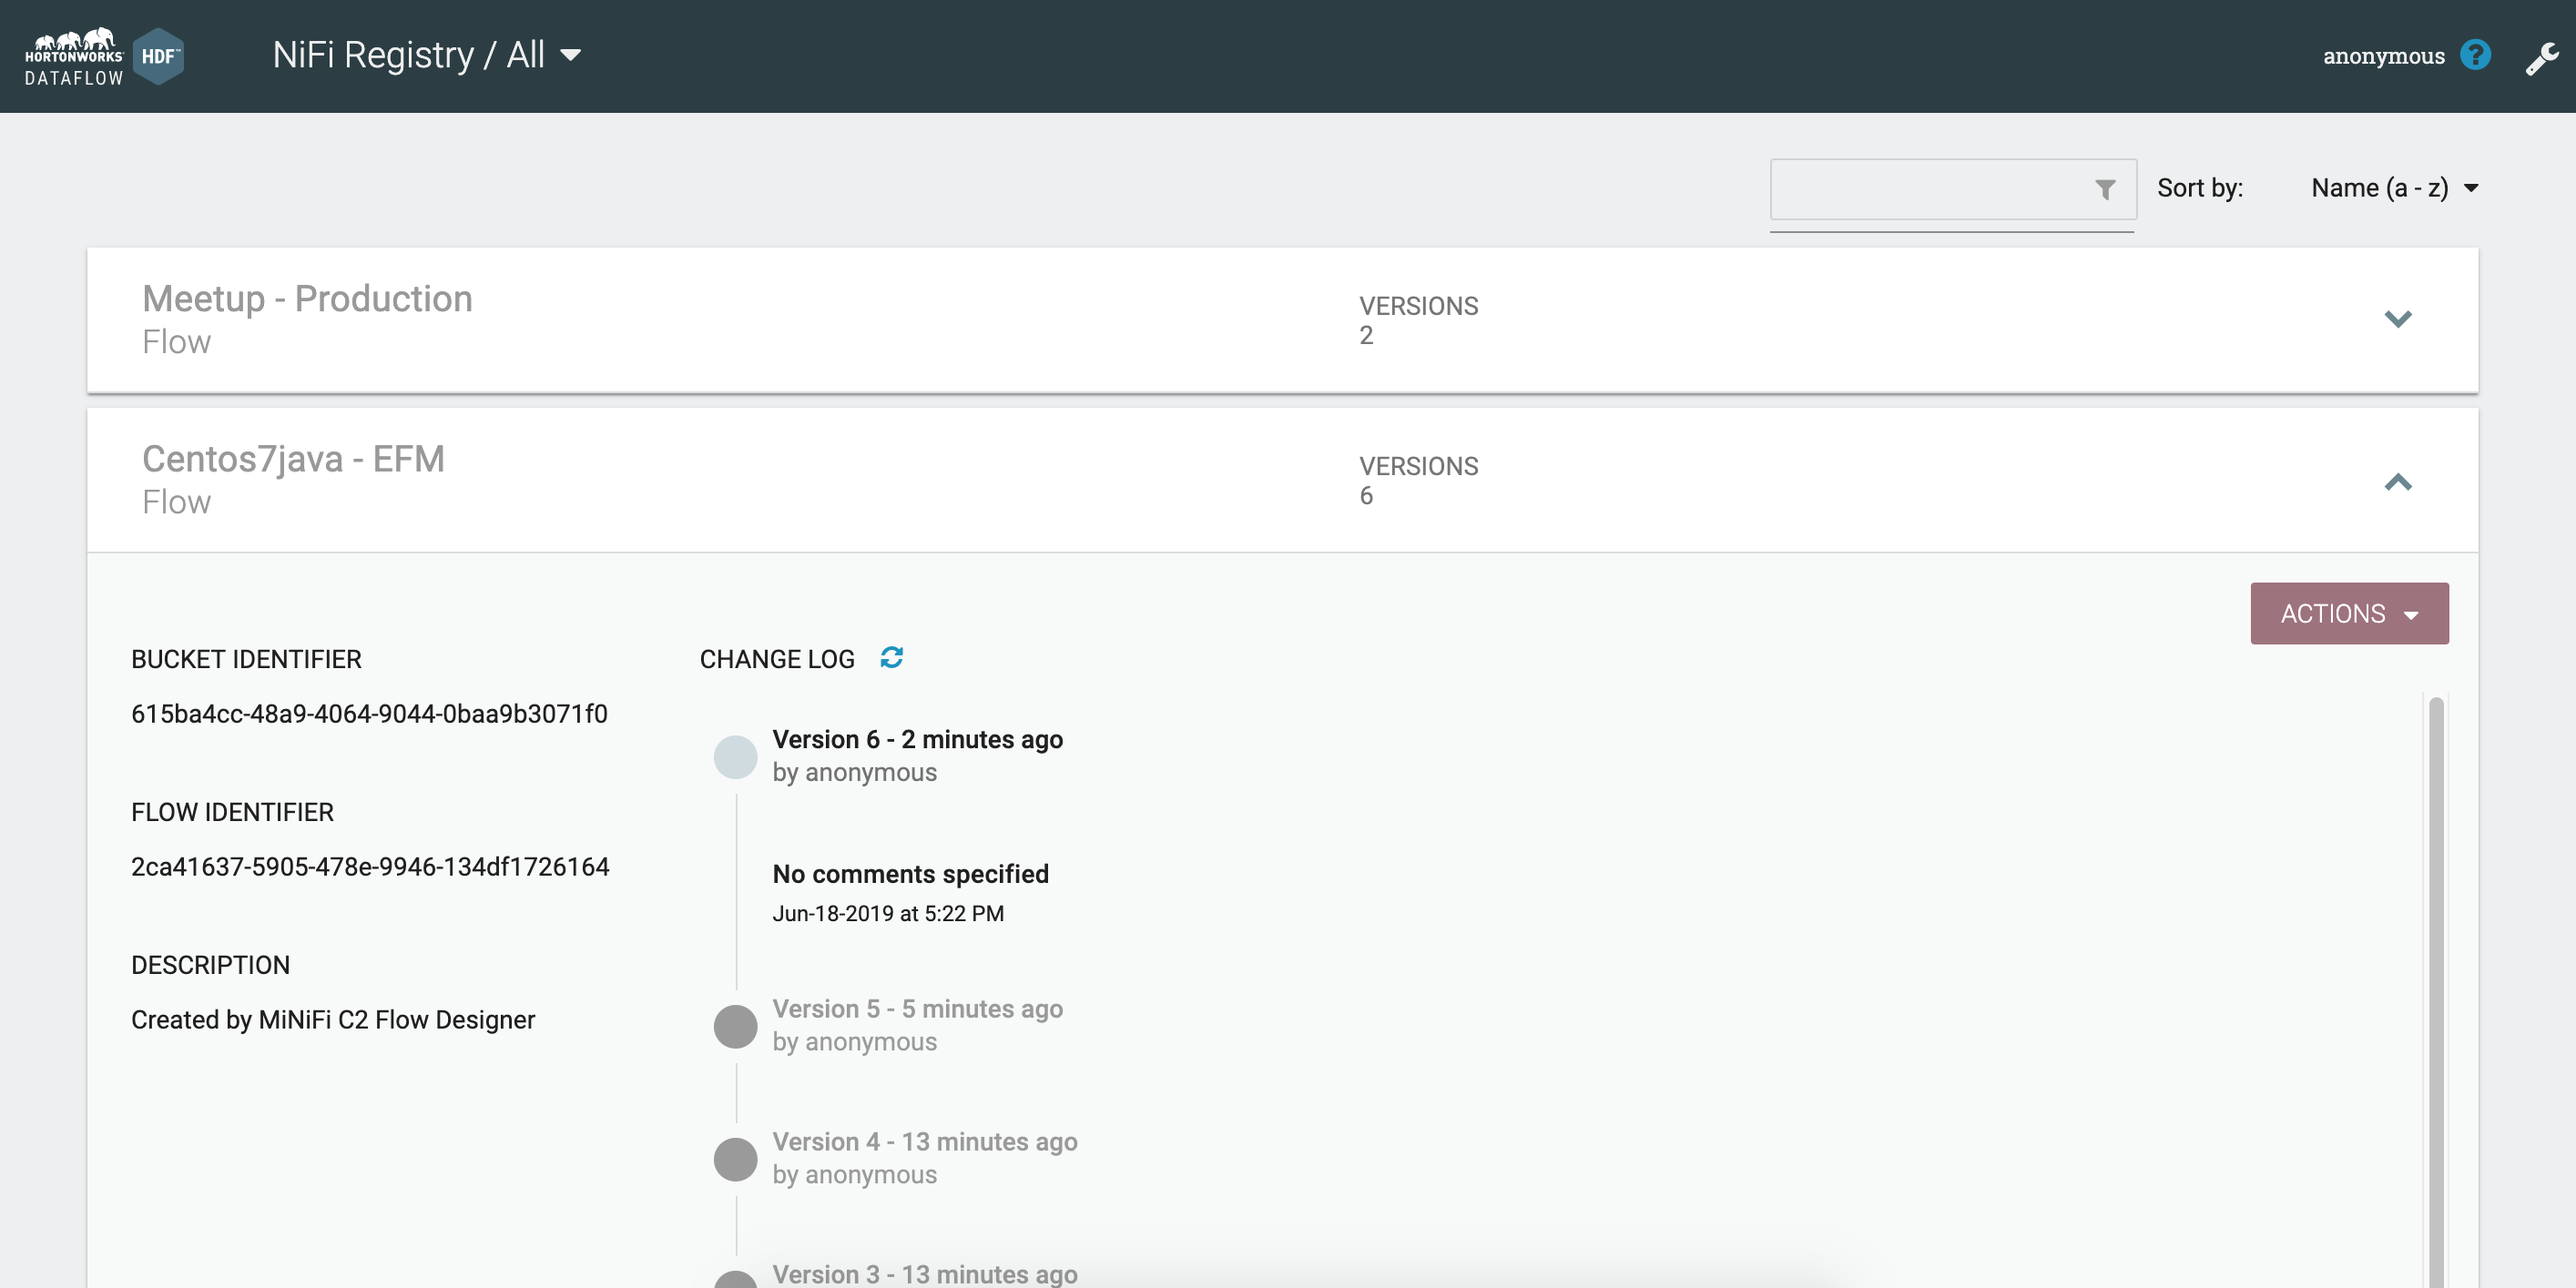 HORTONWORKS
DATAFLOW
HDF™
NiFi Registry / All
anonymous
?
Sort by:
Name (a - z)
Meetup - Production
Flow
VERSIONS
2
Centos7java - EFM
Flow
VERSIONS
6
ACTIONS
BUCKET IDENTIFIER
615ba4cc-48a9-4064-9044-0baa9b3071f0
FLOW IDENTIFIER
2ca41637-5905-478e-9946-134df1726164
DESCRIPTION
Created by MiNiFi C2 Flow Designer
CHANGE LOG
Version 6 - 2 minutes ago
by anonymous
No comments specified
Jun-18-2019 at 5:22 PM
Version 5 - 5 minutes ago
by anonymous
Version 4 - 13 minutes ago
by anonymous
Version 3 - 13 minutes ago